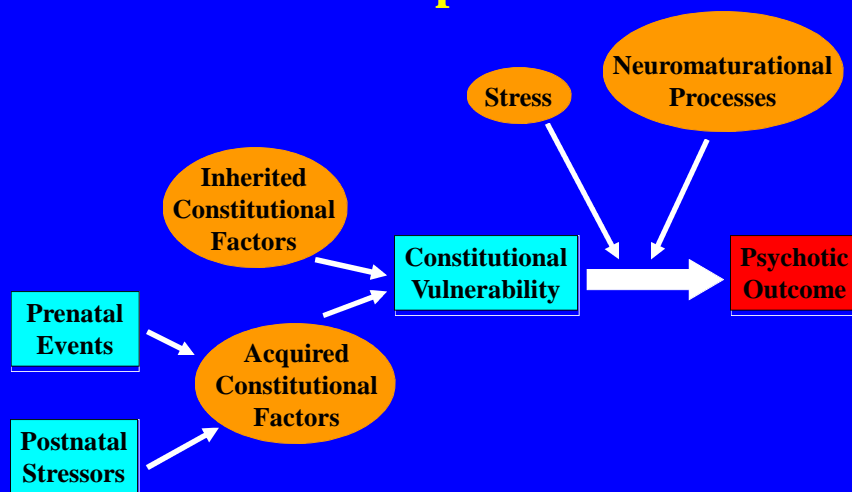 Stress
Neuromaturational
Processes
Inherited
Constitutional
Factors
Constitutional
Vulnerability
Psychotic
Outcome
Prenatal
Events
Acquired
Constitutional
Factors
Postnatal
Stressors